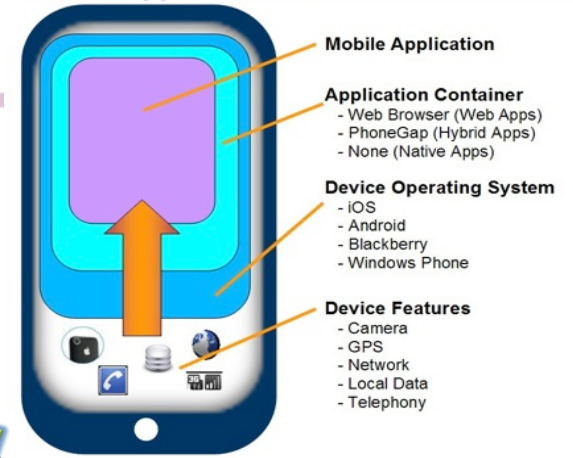 Mobile Application
Application Container
- Web Browser (Web Apps)
- PhoneGap (Hybrid Apps)
- None (Native Apps)
Device Operating System
- iOS
- Android
- Blackberry
- Windows Phone
Device Features
- Camera
- GPS
- Network
- Local Data
- Telephony
3G